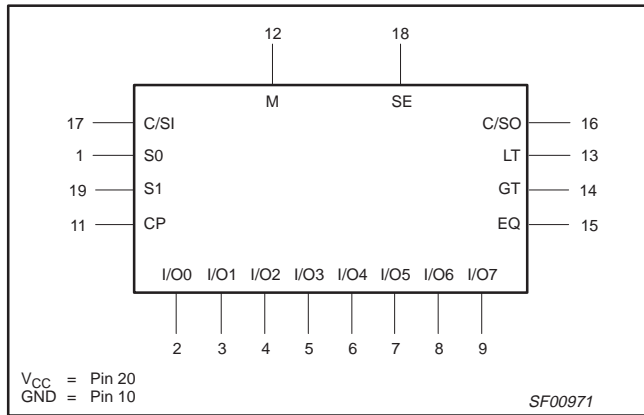 12 18
M SE
17 C/SI C/SO 16
1 S0 LT 13
19 S1 GT 14
11 CP EQ 15
I/O0 I/O1 I/O2 I/O3 I/O4 I/O5 I/O6 I/O7
2 3 4 5 6 7 8 9
VCC = Pin 20
GND = Pin 10
SF00971